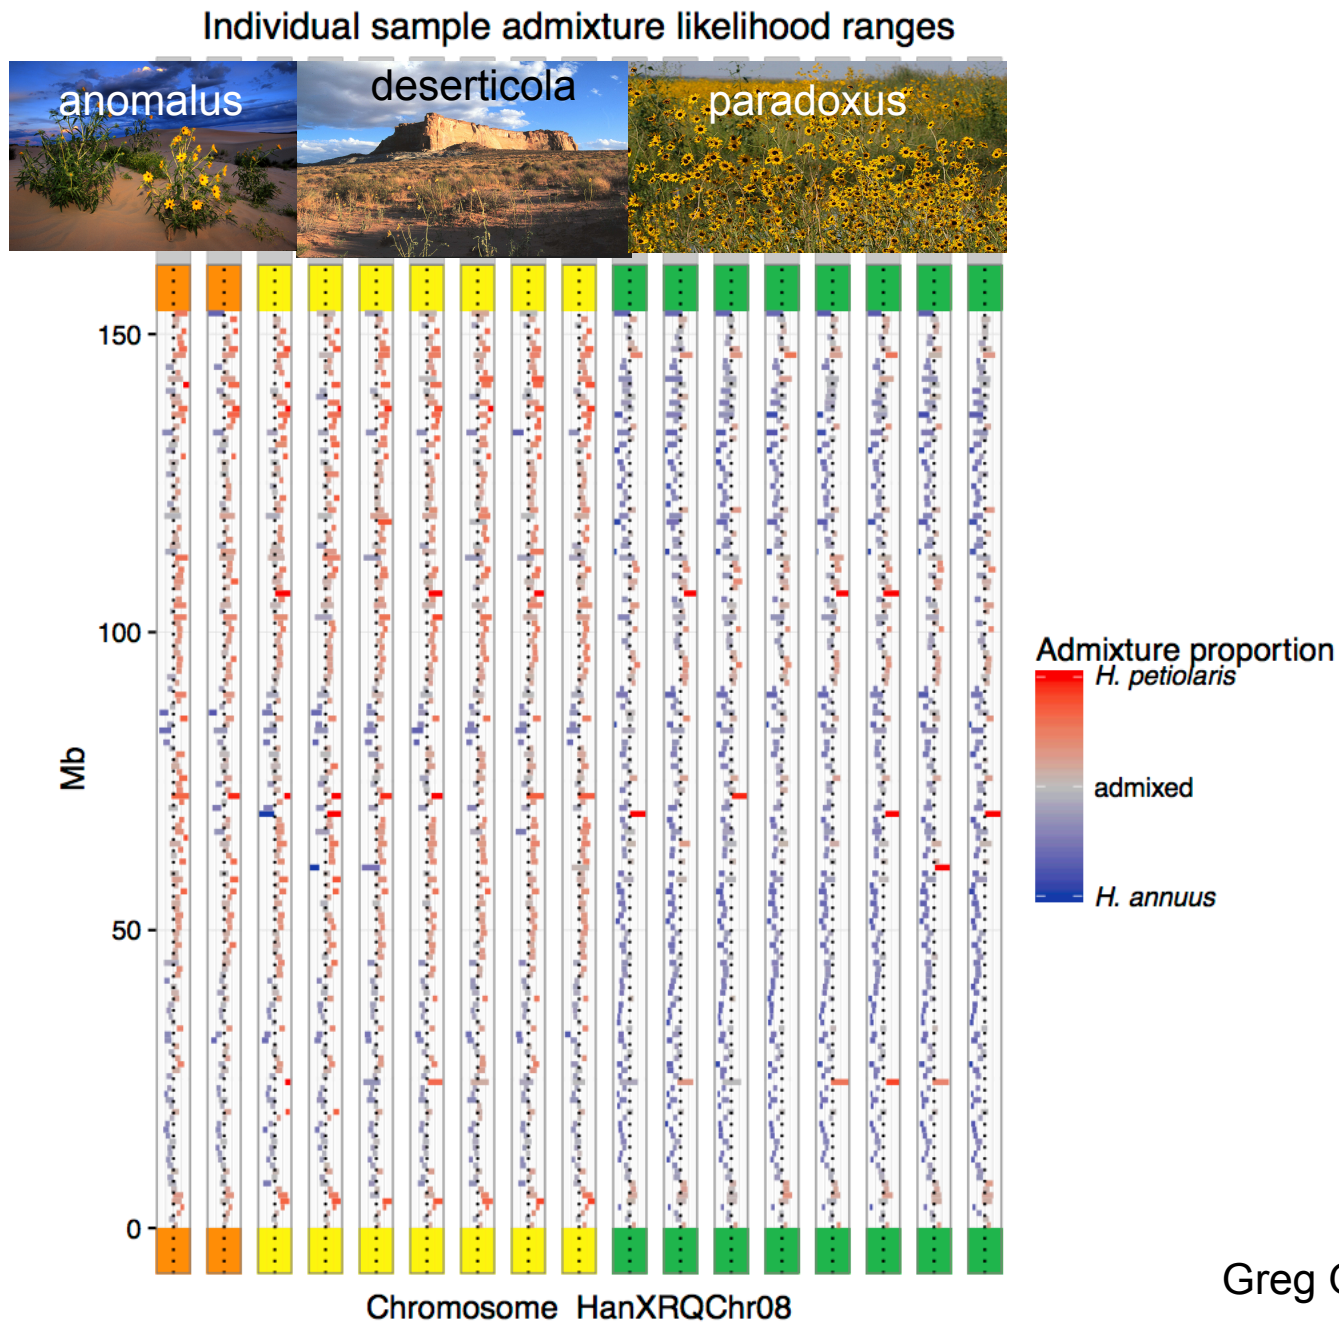 Individual sample admixture likelihood ranges
anomalus
deserticola
paradoxus
150
100
50
0
Mb
Admixture proportion
H. petiolaris
admixed
H. annuus
Chromosome HanXRQChr08
Greg